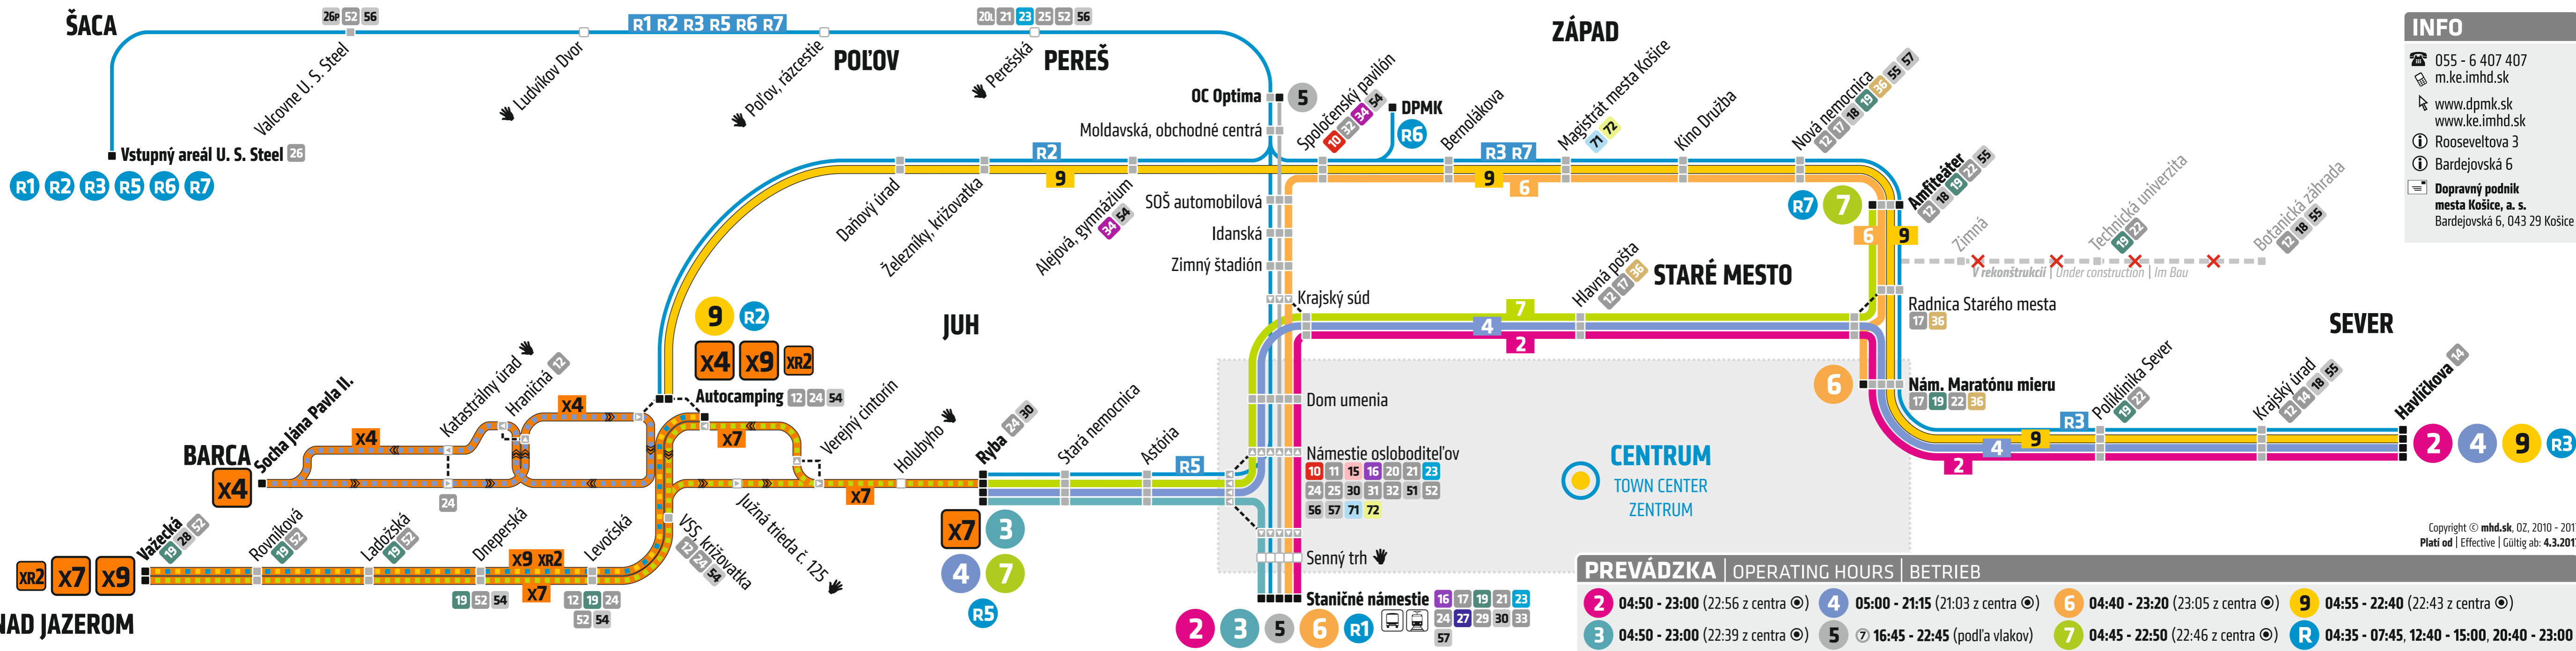 ŠACA
26P 52 56
Valcovne U. S. Steel
Ludvíkov Dvor
R1 R2 R3 R5 R6 R7
Poľov, rázcestie
POĽOV
20L 21 23 25 52 56
Perešská
PEREŠ
Vstupný areál U. S. Steel 26
R1 R2 R3 R5 R6 R7
OC Optima 5
Moldavská, obchodné centrá
SOŠ automobilová
Idanská
Zimný štadión
Krajský súd
ZÁPAD
Spoločenský pavilón
10 32 34 54
DPMK
R6
Bernolákova
R3 R7
9
6
Magistrát mesta Košice
71 72
Kino Družba
Nová nemocnica
12 17 18 19 36 55 57
Amfiteáter
12 18 19 22 55
R7 7
6 9
Zimná
Technická univerzita
19 22
Botanická záhrada
12 18 55
V rekonštrukcii | Under construction | Im Bau
Radnica Starého mesta
17 36
STARÉ MESTO
Hlavná pošta
12 17 36
7
4
2
6
Nám. Maratónu mieru
17 19 22 36
SEVER
R3
9
4
2
Poliklinika Sever
19 22
Krajský úrad
12 14 18 55
Havlíčkova 14
2 4 9 R3
R2
9
Daňový úrad
Železníky, križovatka
Alejová, gymnázium
34 54
JUH
9 R2
x4 x9 XR2
Autocamping 12 24 54
BARCA
x4
Socha Jána Pavla II.
x4
Katastrálny úrad
24
Hraničná 12
x4
x7
Verejný cintorín
Holubyho
x7
Južná trieda č. 125
VSS, križovatka
12 24 54
Ryba 24 30
x7 3
4 7
R5
Stará nemocnica
Astória
R5
XR2 x7 x9
NAD JAZEROM
Važecká
19 28 52
Rovníková
19 52
Ladožská
19 52
Dneperská
19 52 54
x9 XR2
x7
Levočská
12 19 24
52 54
Dom umenia
Námestie osloboditeľov
10 11 15 16 20 21 23
24 25 30 31 32 51 52
56 57 71 72
Senný trh
Staničné námestie 16 17 19 21 23
24 27 29 30 33
57
2 3 5 6 R1
CENTRUM
TOWN CENTER
ZENTRUM
INFO
055 - 6 407 407
m.ke.imhd.sk
www.dpmk.sk
www.ke.imhd.sk
Rooseveltova 3
Bardejovská 6
Dopravný podnik
mesta Košice, a. s.
Bardejovská 6, 043 29 Košice
Copyright © mhd.sk, OZ, 2010 - 201
Platí od | Effective | Gültig ab: 4.3.201
PREVÁDZKA | OPERATING HOURS | BETRIEB
2 04:50 - 23:00 (22:56 z centra ) 4 05:00 - 21:15 (21:03 z centra ) 6 04:40 - 23:20 (23:05 z centra ) 9 04:55 - 22:40 (22:43 z centra )
3 04:50 - 23:00 (22:39 z centra ) 5 ⑦ 16:45 - 22:45 (podľa vlakov) 7 04:45 - 22:50 (22:46 z centra ) R 04:35 - 07:45, 12:40 - 15:00, 20:40 - 23:00